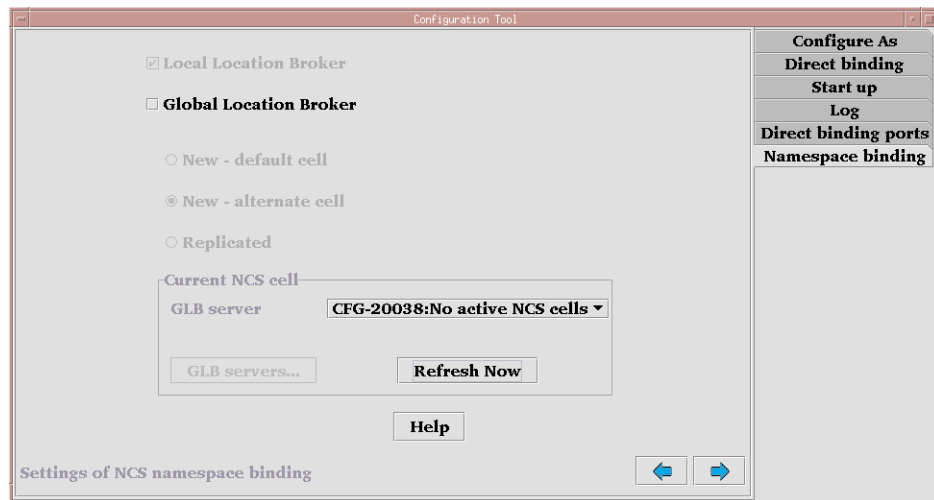 Configuration Tool
Local Location Broker
Global Location Broker
New - default cell
New - alternate cell
Replicated
Current NCS cell
GLB server
CFG-20038:No active NCS cells
GLB servers...
Refresh Now
Help
Settings of NCS namespace binding
Configure As
Direct binding
Start up
Log
Direct binding ports
Namespace binding